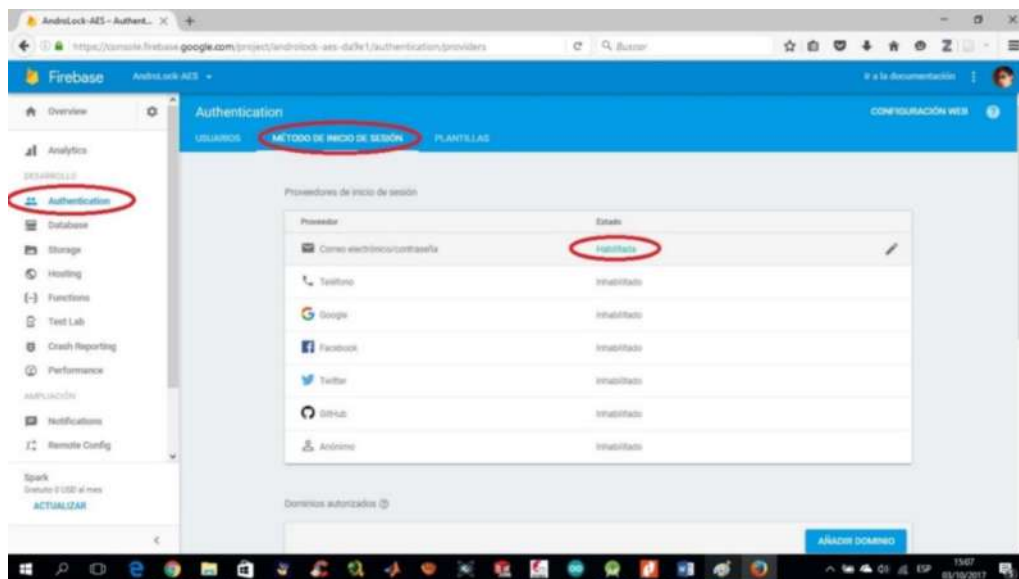 AndroLock-AES – Authent...
https://console.firebase.google.com/project/androlock-aes-da9e1/authentication/providers
Buscar
Firebase
AndroLock-AES
Ir a la documentación
Overview
Authentication
CONFIGURACIÓN WEB
USUARIOS
MÉTODO DE INICIO DE SESIÓN
PLANTILLAS
Analytics
DESARROLLO
Authentication
Database
Storage
Hosting
Functions
Test Lab
Crash Reporting
Performance
AMPLIACIÓN
Notifications
Remote Config
Spark
Gratuito 0 USD al mes
ACTUALIZAR
Proveedores de inicio de sesión
Proveedor Estado
Correo electrónico/contraseña Habilitada
Teléfono Inhabilitado
Google Inhabilitado
Facebook Inhabilitado
Twitter Inhabilitado
GitHub Inhabilitado
Anónimo Inhabilitado
Dominios autorizados
AÑADIR DOMINIO
ESP
15:07
03/10/2017